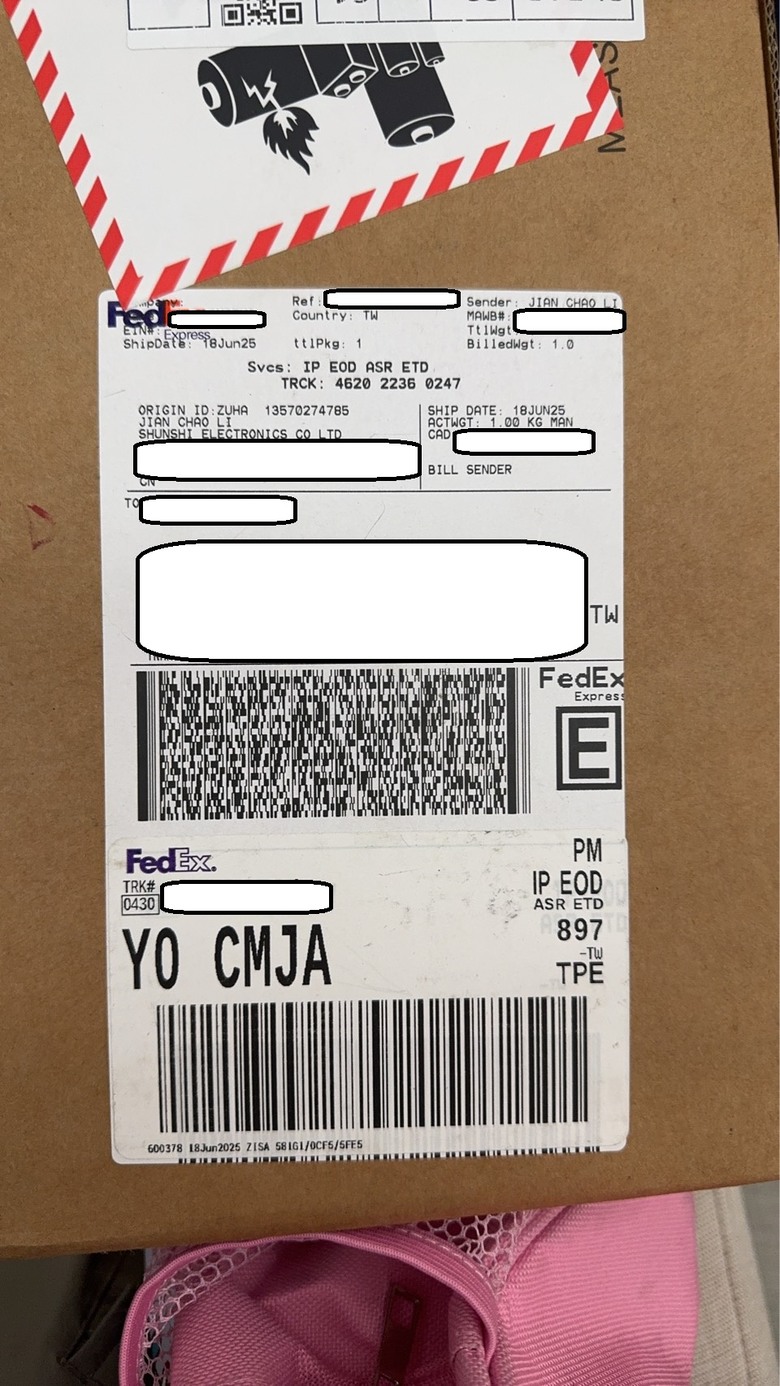 Ref:
Sender: JIAN CHAO LI
FedEx
Country: TW
MAWB#:
EIN#:
Express
TtlWgt
ShipDate: 18Jun25
ttlPkg: 1
BilledWgt: 1.0
Svcs: IP EOD ASR ETD
TRCK: 4620 2236 0247
ORIGIN ID:ZUHA 13570274785
SHIP DATE: 18JUN25
JIAN CHAO LI
ACTWGT: 1.00 KG MAN
SHUNSHI ELECTRONICS CO LTD
CAD
CN
BILL SENDER
TO
TW
FedEx
Express
E
FedEx.
PM
TRK#
IP EOD
0430
ASR ETD
YO CMJA
897
-TW
TPE
600378 18Jun2025 ZISA 581G1/0CF5/5FE5